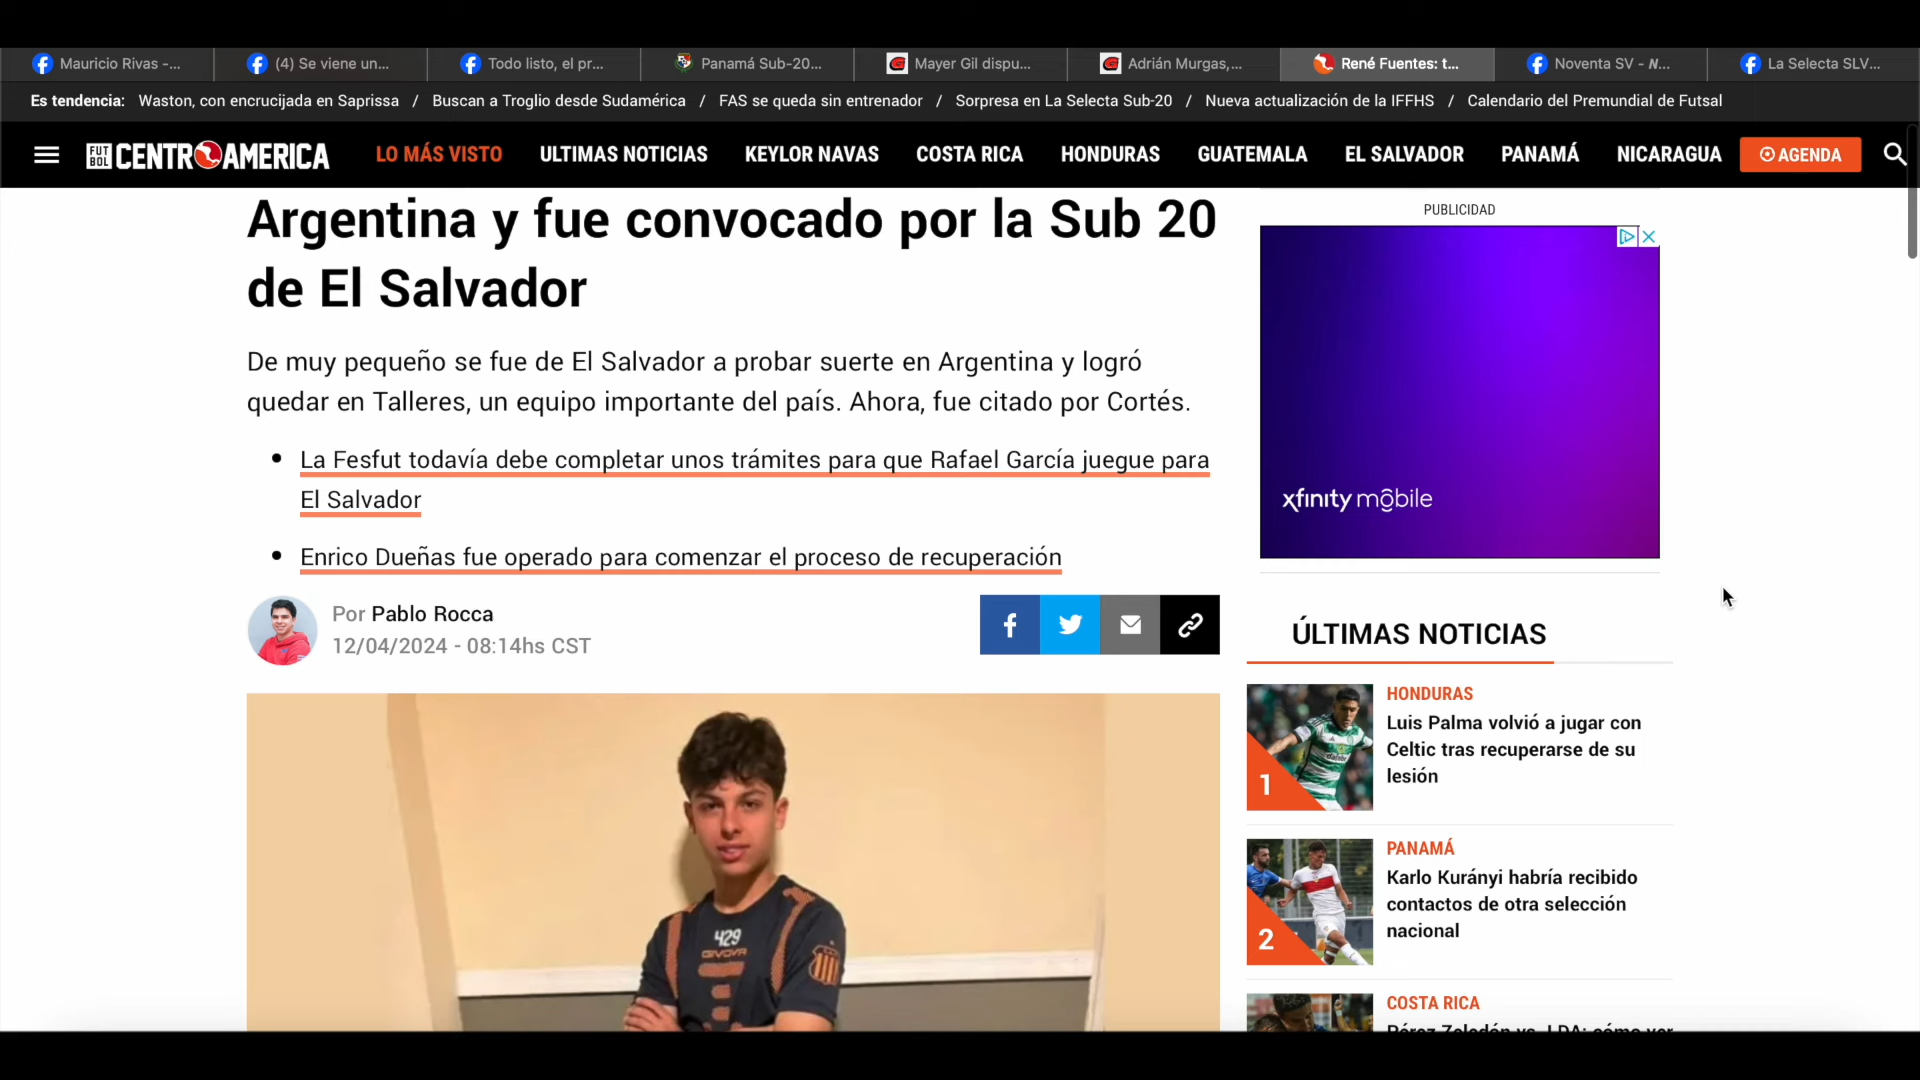 Mauricio Rivas -...
(4) Se viene un...
Todo listo, el pr...
Panamá Sub-20...
Mayer Gil dispu...
Adrián Murgas,...
René Fuentes: t...
Noventa SV - N...
La Selecta SLV...
Es tendencia: Waston, con encrucijada en Saprissa / Buscan a Troglio desde Sudamérica / FAS se queda sin entrenador / Sorpresa en La Selecta Sub-20 / Nueva actualización de la IFFHS / Calendario del Premundial de Futsal
FUTBOL CENTROAMERICA
LO MÁS VISTO
ULTIMAS NOTICIAS
KEYLOR NAVAS
COSTA RICA
HONDURAS
GUATEMALA
EL SALVADOR
PANAMÁ
NICARAGUA
AGENDA
Argentina y fue convocado por la Sub 20
de El Salvador
De muy pequeño se fue de El Salvador a probar suerte en Argentina y logró
quedar en Talleres, un equipo importante del país. Ahora, fue citado por Cortés.
La Fesfut todavía debe completar unos trámites para que Rafael García juegue para
El Salvador
Enrico Dueñas fue operado para comenzar el proceso de recuperación
Por Pablo Rocca
12/04/2024 - 08:14hs CST
429
GIVOVA
PUBLICIDAD
xfinity mobile
ÚLTIMAS NOTICIAS
HONDURAS
Luis Palma volvió a jugar con
Celtic tras recuperarse de su
lesión
1
PANAMÁ
Karlo Kurányi habría recibido
contactos de otra selección
nacional
2
COSTA RICA
Pérez Zeledón vs. LDA: cómo ver